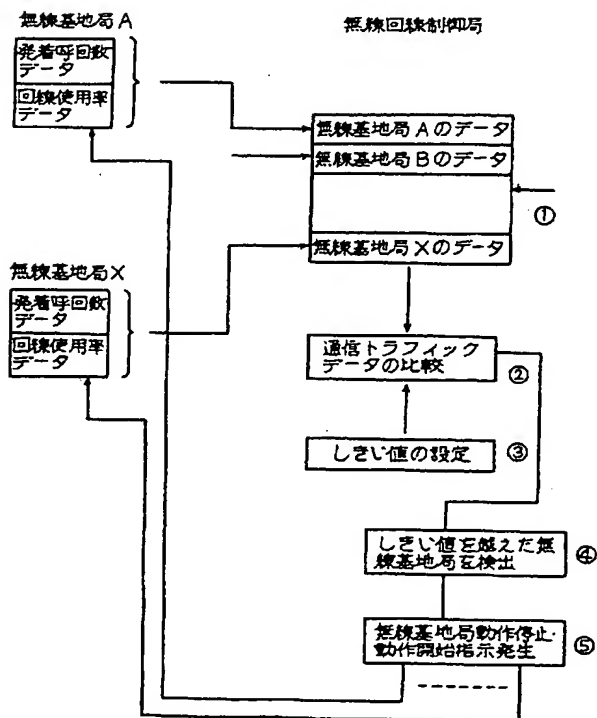 無線基地局A
発着呼回数
データ
回線使用率
データ
無線回線制御局
無線基地局Aのデータ
無線基地局Bのデータ
無線基地局Xのデータ
①
無線基地局X
発着呼回数
データ
回線使用率
データ
通信トラフィック
データの比較
②
しきい値の設定
③
しきい値を越えた無
線基地局を検出
④
無線基地局動作停止・
動作開始指示発生
⑤